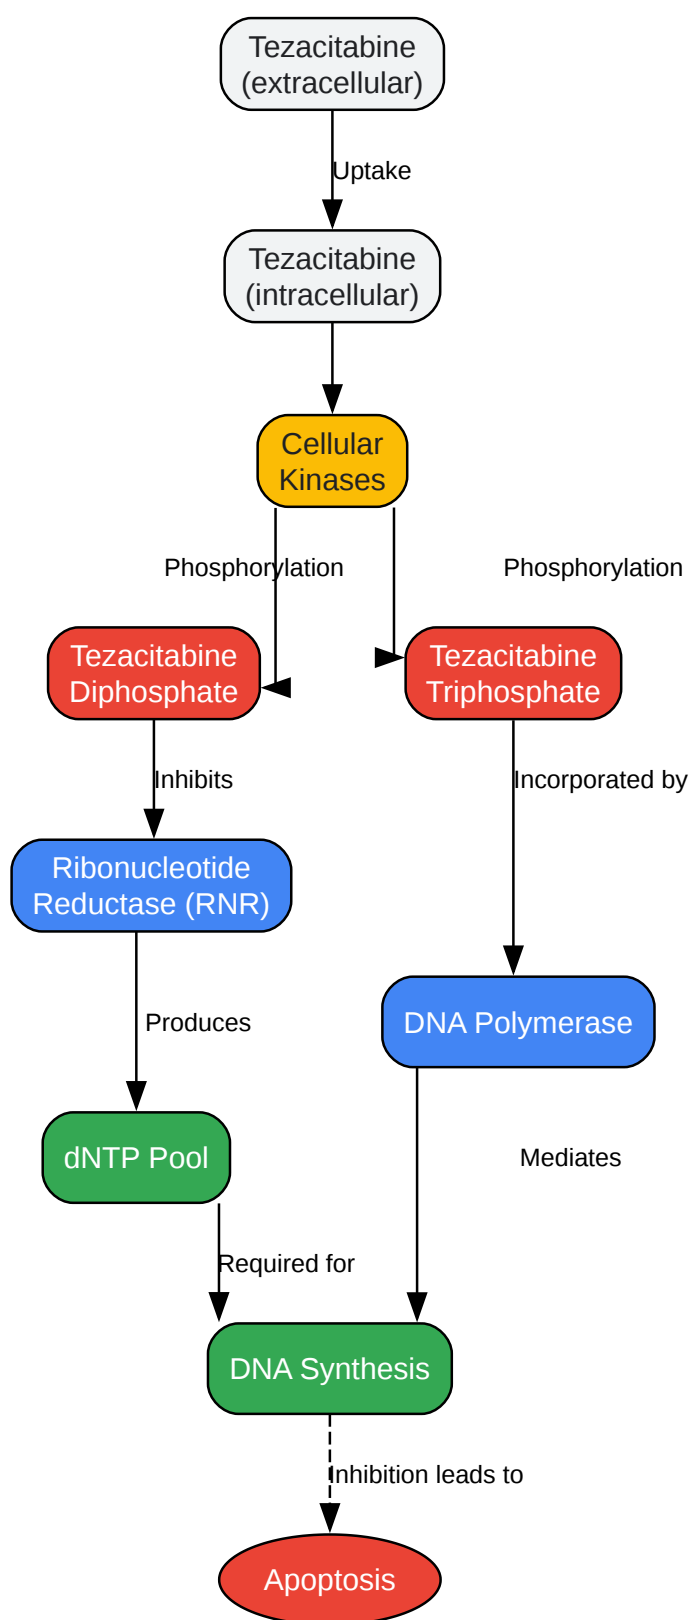 Tezacitabine
(extracellular)
Uptake
Tezacitabine
(intracellular)
Cellular
Kinases
Phosphorylation
Phosphorylation
Tezacitabine
Diphosphate
Tezacitabine
Triphosphate
Inhibits
Incorporated by
Ribonucleotide
Reductase (RNR)
Produces
DNA Polymerase
dNTP Pool
Mediates
Required for
DNA Synthesis
Inhibition leads to
Apoptosis